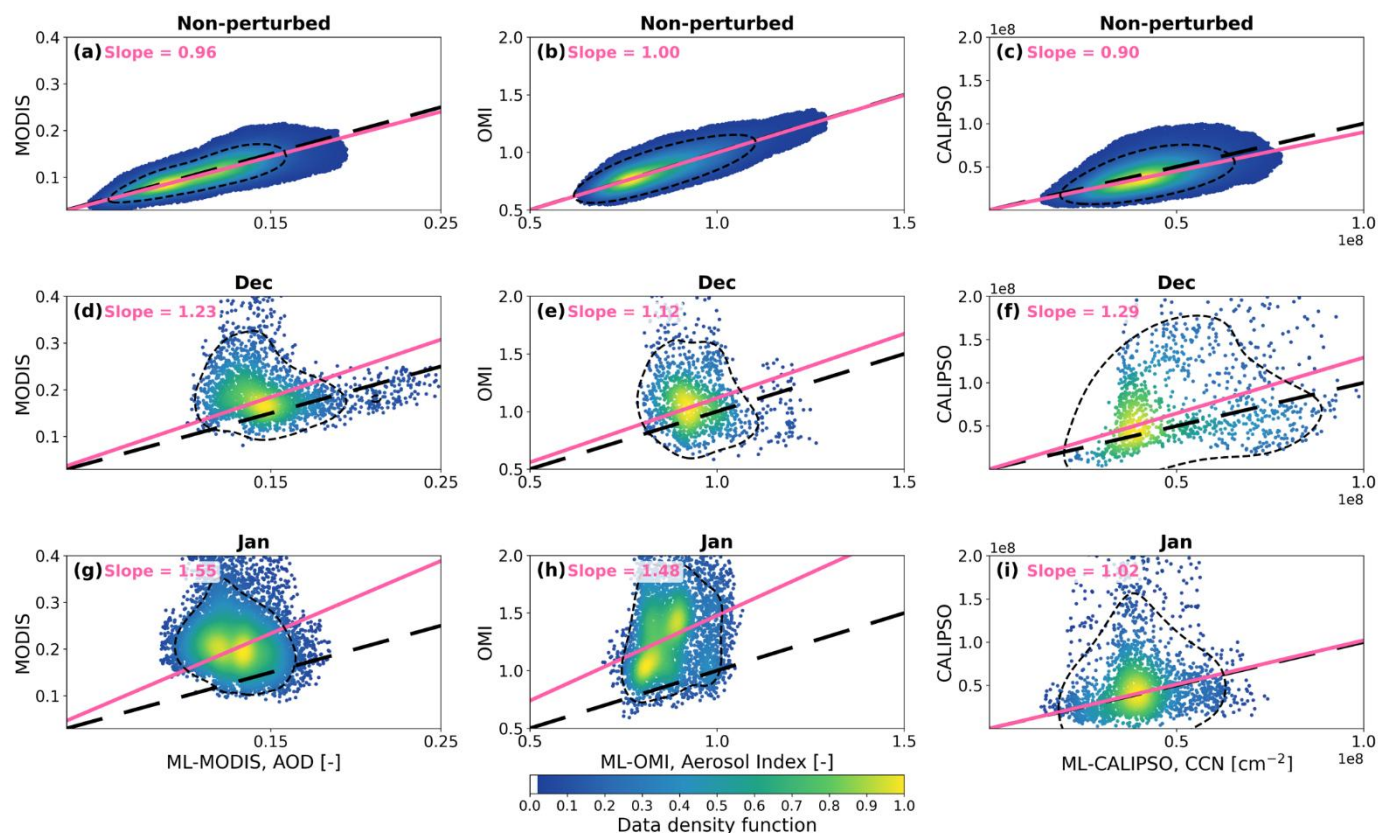 Non-perturbed
0.4
(a) Slope = 0.96
0.3
MODIS
0.2
0.1
0.15
0.25
Non-perturbed
2.0
(b) Slope = 1.00
1.5
OMI
1.0
0.5
0.5
1.0
1.5
Non-perturbed
1e8
2.0
(c) Slope = 0.90
1.5
CALIPSO
1.0
0.5
0.5
1.0
1e8
Dec
0.4
(d) Slope = 1.23
0.3
MODIS
0.2
0.1
0.15
0.25
Dec
2.0
(e) Slope = 1.12
1.5
OMI
1.0
0.5
0.5
1.0
1.5
Dec
1e8
2.0
(f) Slope = 1.29
1.5
CALIPSO
1.0
0.5
0.5
1.0
1e8
Jan
0.4
(g) Slope = 1.55
0.3
MODIS
0.2
0.1
0.15
0.25
ML-MODIS, AOD [-]
Jan
2.0
(h) Slope = 1.48
1.5
OMI
1.0
0.5
0.5
1.0
1.5
ML-OMI, Aerosol Index [-]
Jan
1e8
2.0
(i) Slope = 1.02
1.5
CALIPSO
1.0
0.5
0.5
1.0
ML-CALIPSO, CCN [cm⁻²]
1e8
0.0 0.1 0.2 0.3 0.4 0.5 0.6 0.7 0.8 0.9 1.0
Data density function